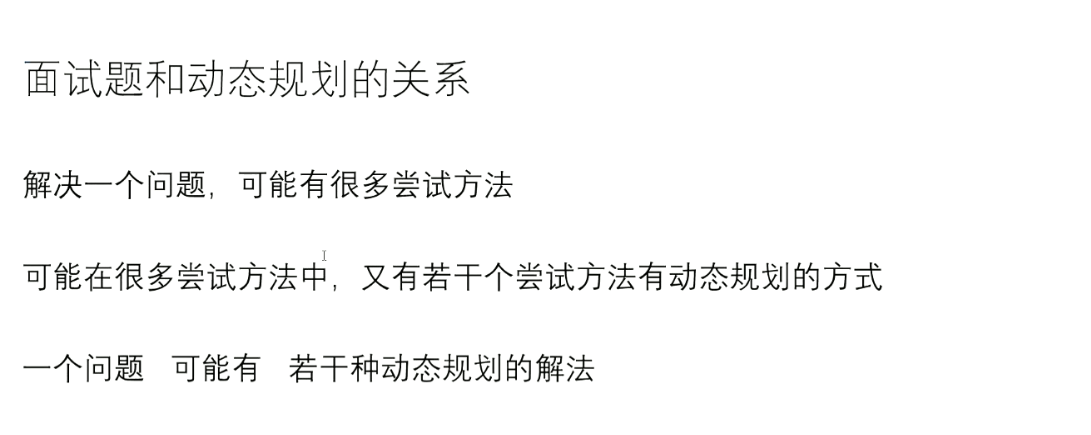 面试题和动态规划的关系
解决一个问题，可能有很多尝试方法
可能在很多尝试方法中，又有若干个尝试方法有动态规划的方式
一个问题 可能有 若干种动态规划的解法